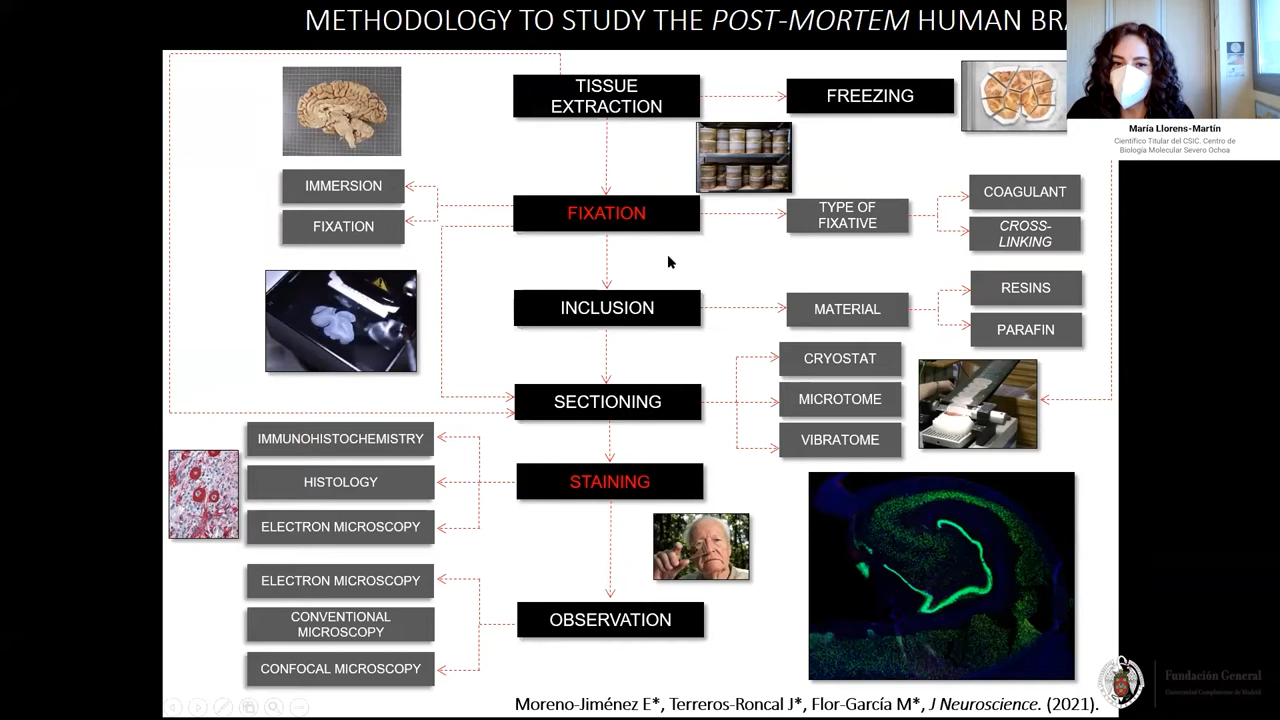 METHODOLOGY TO STUDY THE POST-MORTEM HUMAN BRA
María Llorens-Martín
Científico Titular del CSIC. Centro de
Biología Molecular Severo Ochoa
TISSUE
EXTRACTION
FREEZING
IMMERSION
FIXATION
FIXATION
TYPE OF
FIXATIVE
COAGULANT
CROSS-
LINKING
INCLUSION
MATERIAL
RESINS
PARAFIN
SECTIONING
CRYOSTAT
MICROTOME
VIBRATOME
IMMUNOHISTOCHEMISTRY
HISTOLOGY
ELECTRON MICROSCOPY
STAINING
ELECTRON MICROSCOPY
CONVENTIONAL
MICROSCOPY
CONFOCAL MICROSCOPY
OBSERVATION
Moreno-Jiménez E*, Terreros-Roncal J*, Flor-García M*, J Neuroscience. (2021).
Fundación General
Universidad Complutense de Madrid